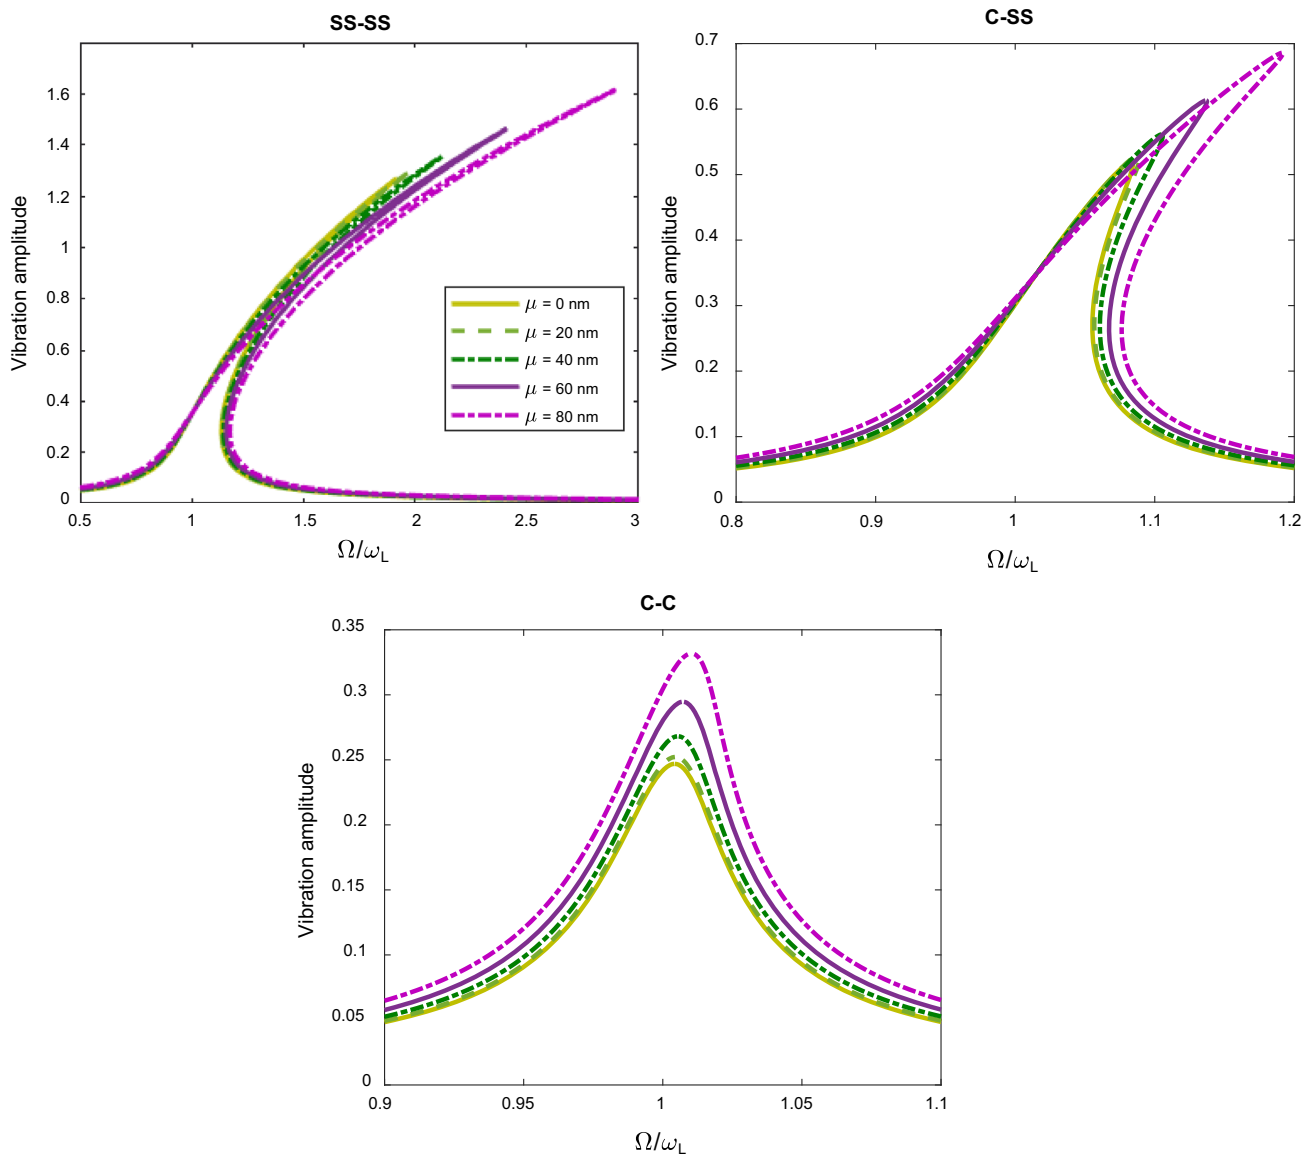 SS-SS
Vibration amplitude
1.6
1.4
1.2
1
0.8
0.6
0.4
0.2
0
0.5
1
1.5
2
2.5
3
Ω/ω_L
μ = 0 nm
μ = 20 nm
μ = 40 nm
μ = 60 nm
μ = 80 nm
C-SS
Vibration amplitude
0.7
0.6
0.5
0.4
0.3
0.2
0.1
0
0.8
0.9
1
1.1
1.2
Ω/ω_L
C-C
Vibration amplitude
0.35
0.3
0.25
0.2
0.15
0.1
0.05
0
0.9
0.95
1
1.05
1.1
Ω/ω_L